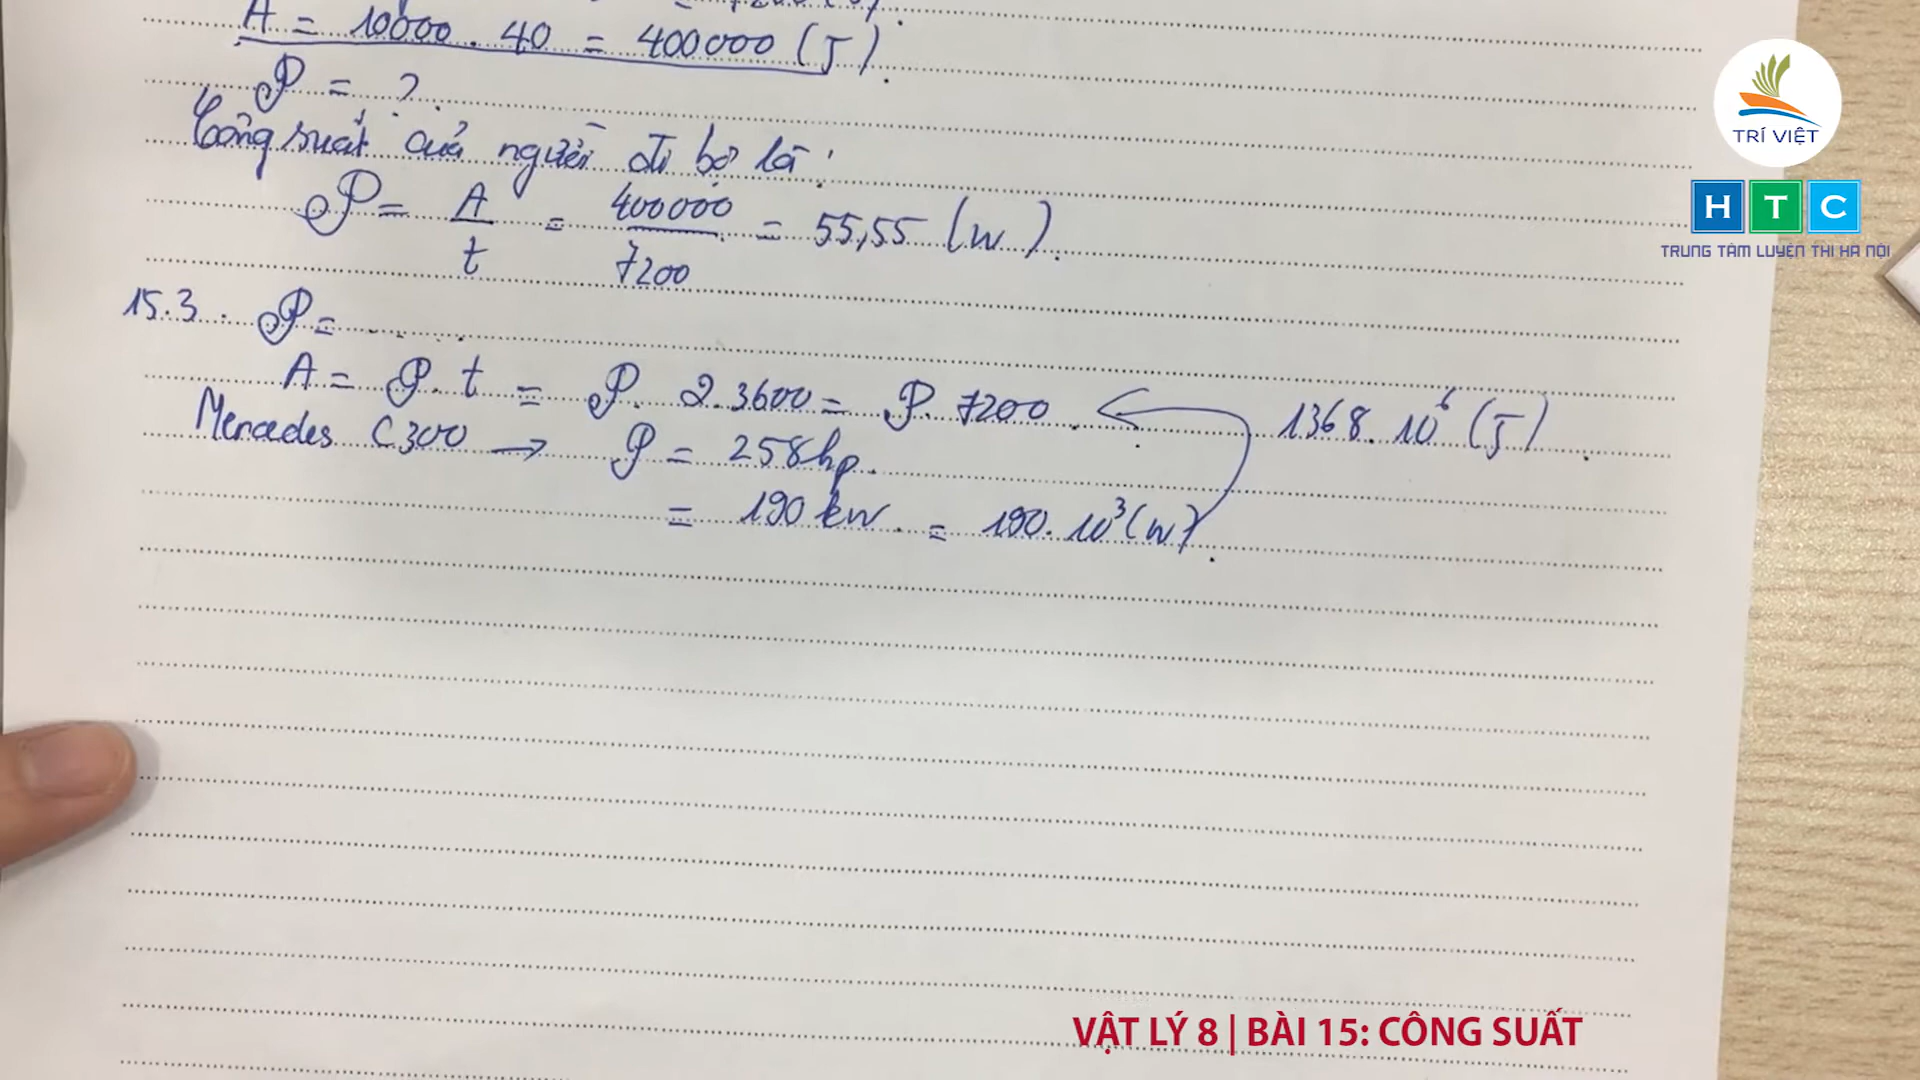 A = 10000 . 40 = 400000 (J).
P = ?
Công suất của người đi bộ là:
P = A/t = 400000/7200 = 55,55 (W).
15.3. P = ....
A = P. t = P. 2.3600 = P. 7200 . 1368. 10⁶ (J).
Mercedes C300 → P = 258hp.
= 190 kW. = 190. 10³ (W).
TRÍ VIỆT
H T C
TRUNG TÂM LUYỆN THI HÀ NỘI
VẬT LÝ 8 | BÀI 15: CÔNG SUẤT